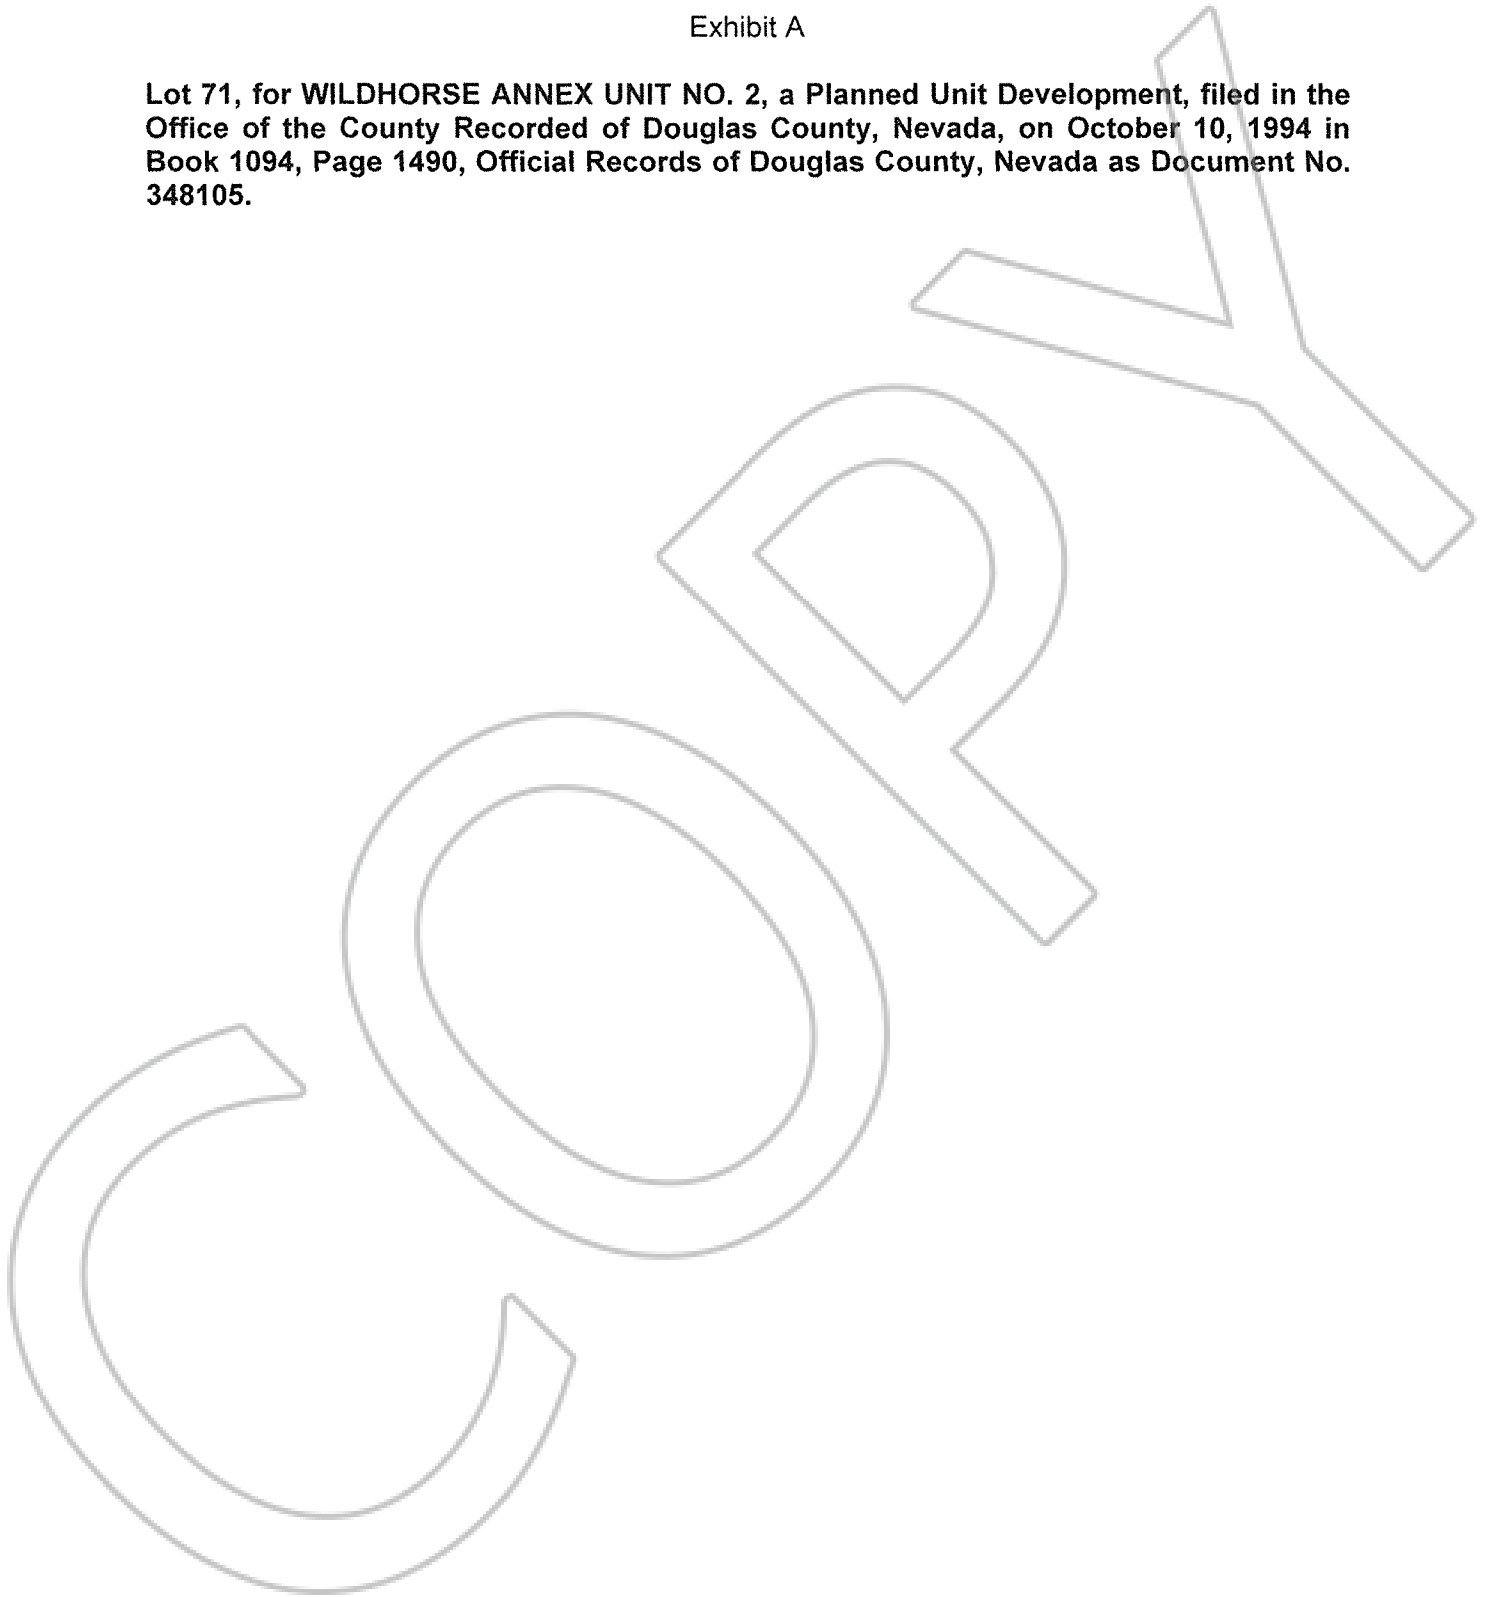 Exhibit A
Lot 71, for WILDHORSE ANNEX UNIT NO. 2, a Planned Unit Development, filed in the
Office of the County Recorded of Douglas County, Nevada, on October 10, 1994 in
Book 1094, Page 1490, Official Records of Douglas County, Nevada as Document No.
348105.
COPY